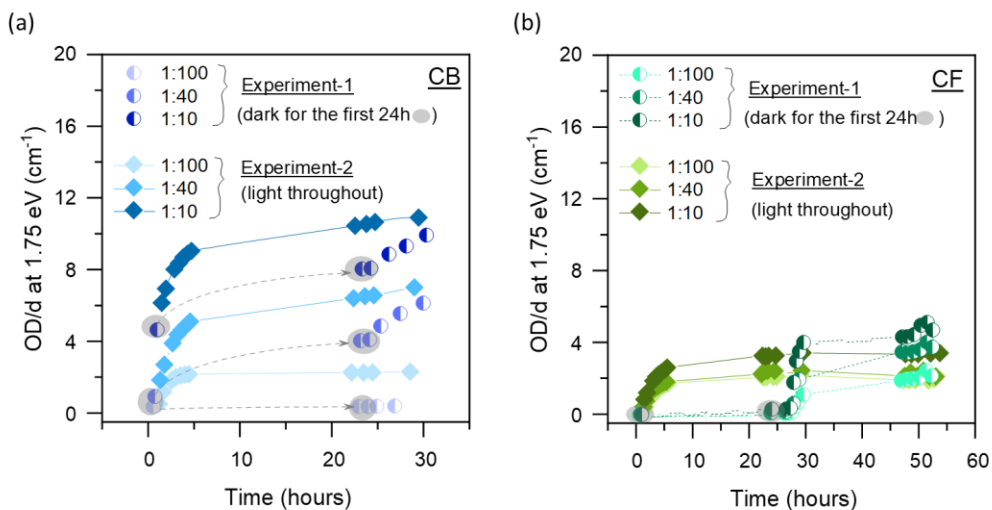 (a)
(b)
20
16
12
8
4
0
OD/d at 1.75 eV (cm⁻¹)
1:100
1:40
1:10
Experiment-1
(dark for the first 24h )
CB
1:100
1:40
1:10
Experiment-2
(light throughout)
0
10
20
30
Time (hours)
20
16
12
8
4
0
OD/d at 1.75 eV (cm⁻¹)
1:100
1:40
1:10
Experiment-1
(dark for the first 24h )
CF
1:100
1:40
1:10
Experiment-2
(light throughout)
0
10
20
30
40
50
60
Time (hours)